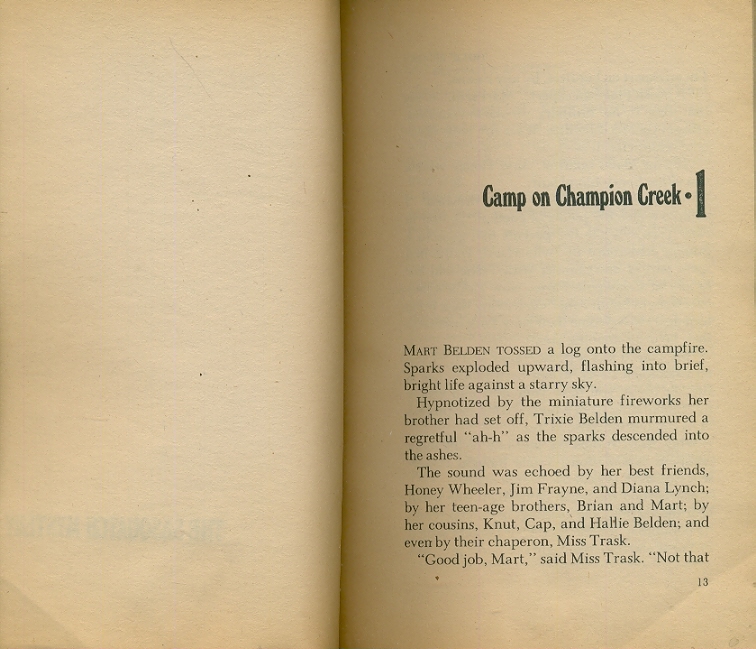 Camp on Champion Creek • 1
MART BELDEN TOSSED a log onto the campfire.
Sparks exploded upward, flashing into brief,
bright life against a starry sky.
Hypnotized by the miniature fireworks her
brother had set off, Trixie Belden murmured a
regretful "ah-h" as the sparks descended into
the ashes.
The sound was echoed by her best friends,
Honey Wheeler, Jim Frayne, and Diana Lynch;
by her teen-age brothers, Brian and Mart; by
her cousins, Knut, Cap, and Hallie Belden; and
even by their chaperon, Miss Trask.
"Good job, Mart," said Miss Trask. "Not that
13